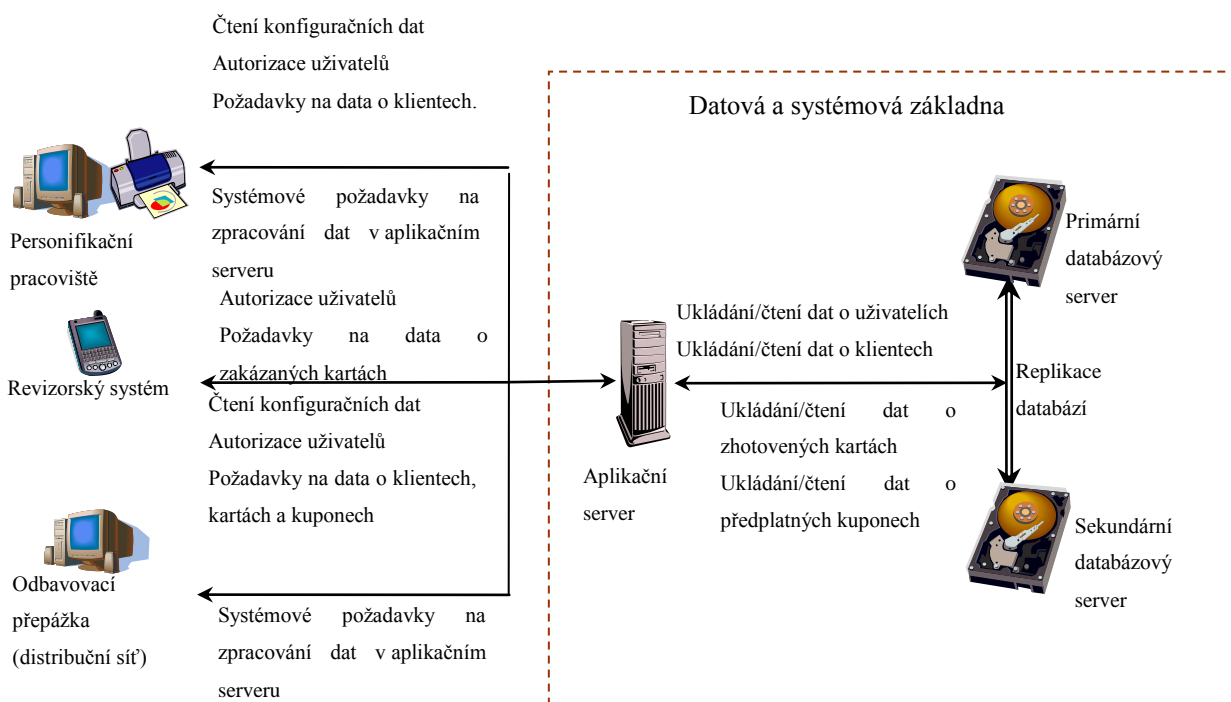 Čtení konfiguračních dat
Autorizace uživatelů
Požadavky na data o klientech.
Personifikační
pracoviště
Systémové požadavky na
zpracování dat v aplikačním
serveru
Autorizace uživatelů
Požadavky na data o
zakázaných kartách
Revizorský systém
Čtení konfiguračních dat
Autorizace uživatelů
Požadavky na data o klientech,
kartách a kuponech
Odbavovací
přepážka
(distribuční síť)
Systémové požadavky na
zpracování dat v aplikačním
serveru
Datová a systémová základna
Aplikační
server
Ukládání/čtení dat o uživatelích
Ukládání/čtení dat o klientech
Ukládání/čtení dat o
zhotovených kartách
Ukládání/čtení dat o
předplatných kuponech
Primární
databázový
server
Replikace
databází
Sekundární
databázový
server